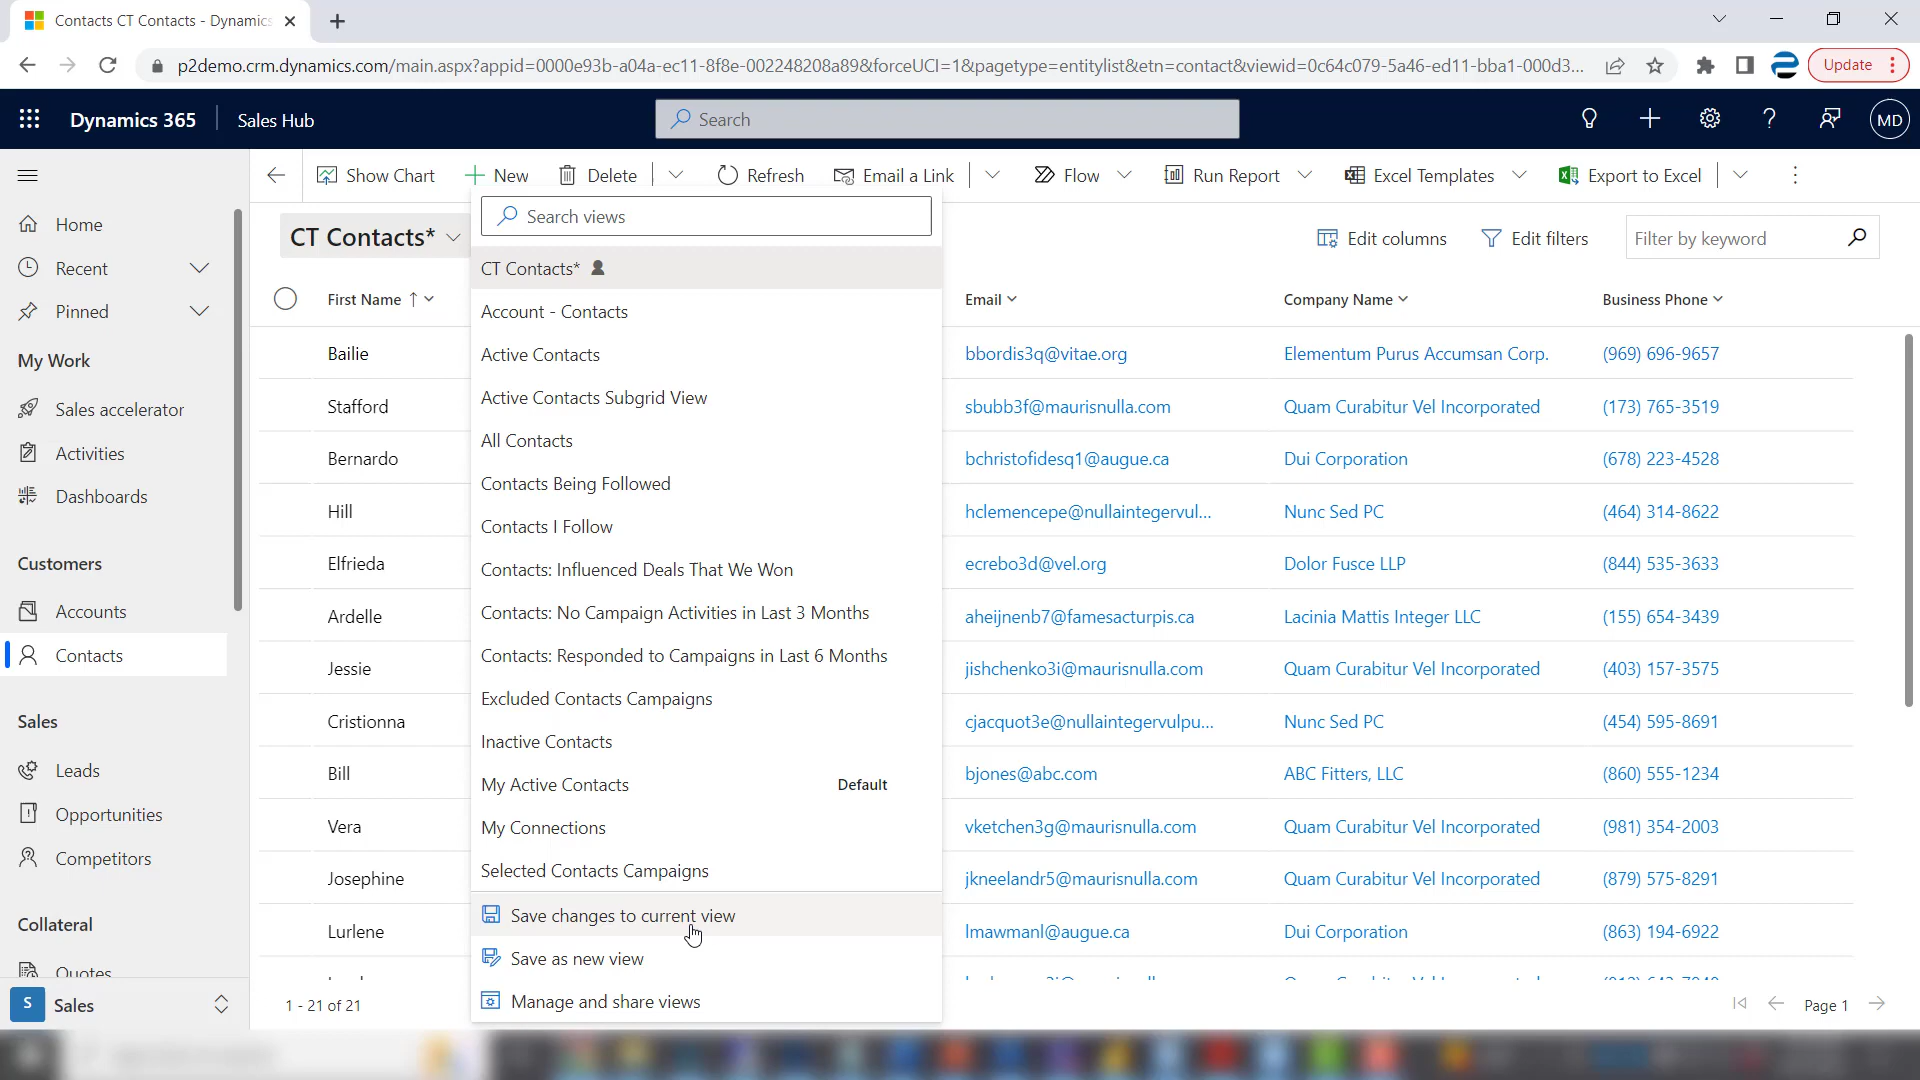 Contacts CT Contacts - Dynamics
p2demo.crm.dynamics.com/main.aspx?appid=0000e93b-a04a-ec11-8f8e-002248208a89&forceUCI=1&pagetype=entitylist&etn=contact&viewid=0c64c079-5a46-ed11-bba1-000d3...
Update
Dynamics 365
Sales Hub
Search
MD
Show Chart
New
Delete
Refresh
Email a Link
Flow
Run Report
Excel Templates
Export to Excel
Home
Recent
Pinned
My Work
Sales accelerator
Activities
Dashboards
Customers
Accounts
Contacts
Sales
Leads
Opportunities
Competitors
Collateral
Quotes
S
Sales
CT Contacts*
Edit columns
Edit filters
Filter by keyword
Search views
CT Contacts*
Account - Contacts
Active Contacts
Active Contacts Subgrid View
All Contacts
Contacts Being Followed
Contacts I Follow
Contacts: Influenced Deals That We Won
Contacts: No Campaign Activities in Last 3 Months
Contacts: Responded to Campaigns in Last 6 Months
Excluded Contacts Campaigns
Inactive Contacts
My Active Contacts Default
My Connections
Selected Contacts Campaigns
Save changes to current view
Save as new view
Manage and share views
First Name Email Company Name Business Phone
Bailie bbordis3q@vitae.org Elementum Purus Accumsan Corp. (969) 696-9657
Stafford sbubb3f@maurisnulla.com Quam Curabitur Vel Incorporated (173) 765-3519
Bernardo bchristofidesq1@augue.ca Dui Corporation (678) 223-4528
Hill hclemencepe@nullaintegervul... Nunc Sed PC (464) 314-8622
Elfrieda ecrebo3d@vel.org Dolor Fusce LLP (844) 535-3633
Ardelle aheijnenb7@famesacturpis.ca Lacinia Mattis Integer LLC (155) 654-3439
Jessie jishchenko3i@maurisnulla.com Quam Curabitur Vel Incorporated (403) 157-3575
Cristionna cjacquot3e@nullaintegervulpu... Nunc Sed PC (454) 595-8691
Bill bjones@abc.com ABC Fitters, LLC (860) 555-1234
Vera vketchen3g@maurisnulla.com Quam Curabitur Vel Incorporated (981) 354-2003
Josephine jkneelandr5@maurisnulla.com Quam Curabitur Vel Incorporated (879) 575-8291
Lurlene lmawmanl@augue.ca Dui Corporation (863) 194-6922
1 - 21 of 21
Page 1